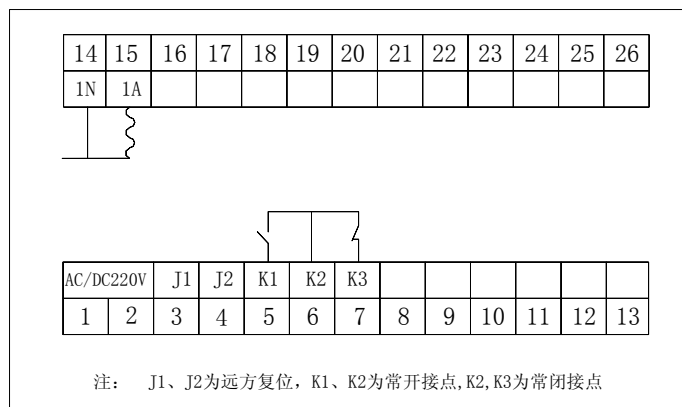 14 15 16 17 18 19 20 21 22 23 24 25 26
1N 1A
AC/DC220V J1 J2 K1 K2 K3
1 2 3 4 5 6 7 8 9 10 11 12 13
注： J1、J2为远方复位，K1、K2为常开接点,K2,K3为常闭接点